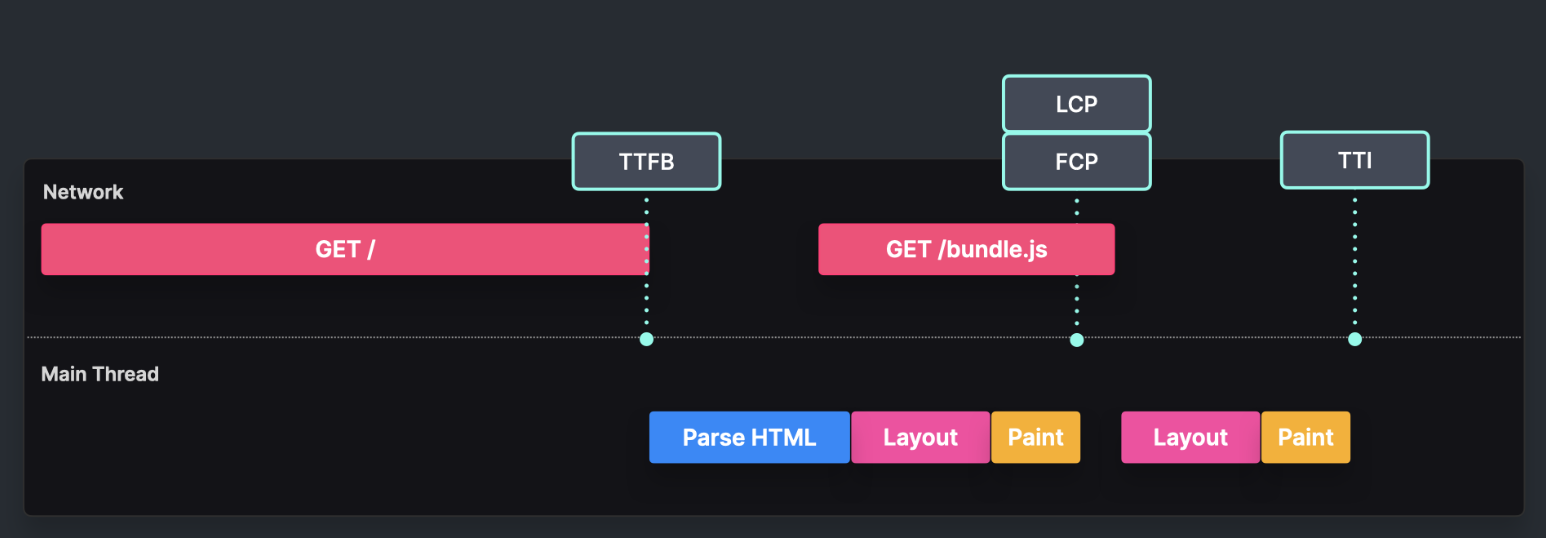 LCP
TTFB
FCP
TTI
Network
GET /
GET /bundle.js
Main Thread
Parse HTML
Layout
Paint
Layout
Paint